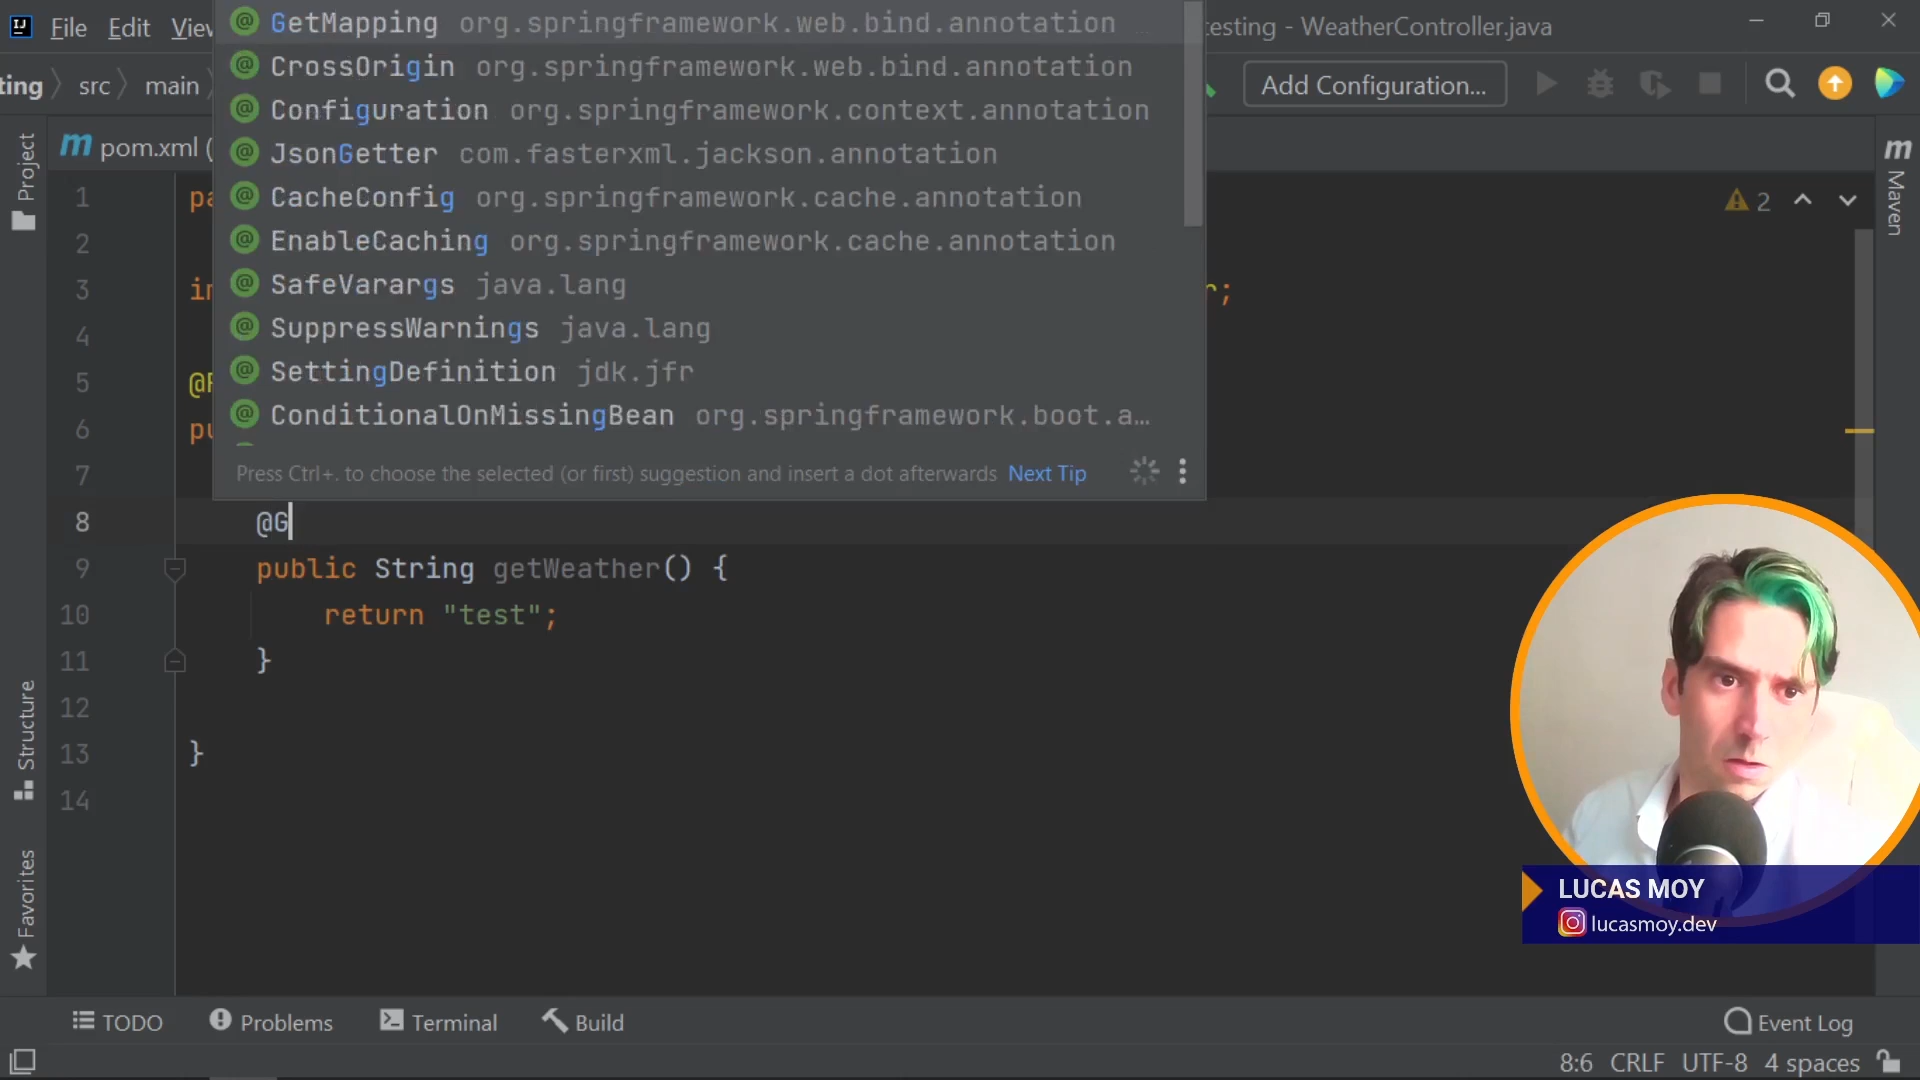 File Edit View
GetMapping org.springframework.web.bind.annotation
CrossOrigin org.springframework.web.bind.annotation
Configuration org.springframework.context.annotation
JsonGetter com.fasterxml.jackson.annotation
CacheConfig org.springframework.cache.annotation
EnableCaching org.springframework.cache.annotation
SafeVarargs java.lang
SuppressWarnings java.lang
SettingDefinition jdk.jfr
ConditionalOnMissingBean org.springframework.boot.a...
Press Ctrl+. to choose the selected (or first) suggestion and insert a dot afterwards Next Tip
esting - WeatherController.java
ting src main
Add Configuration...
m pom.xml (
2
Project
Structure
Favorites
m Maven
1 pa
2
3 im r;
4
5 @R
6 pu
7
8 @G
9 public String getWeather() {
10 return "test";
11 }
12
13 }
14
LUCAS MOY
lucasmoy.dev
TODO Problems Terminal Build Event Log
8:6 CRLF UTF-8 4 spaces